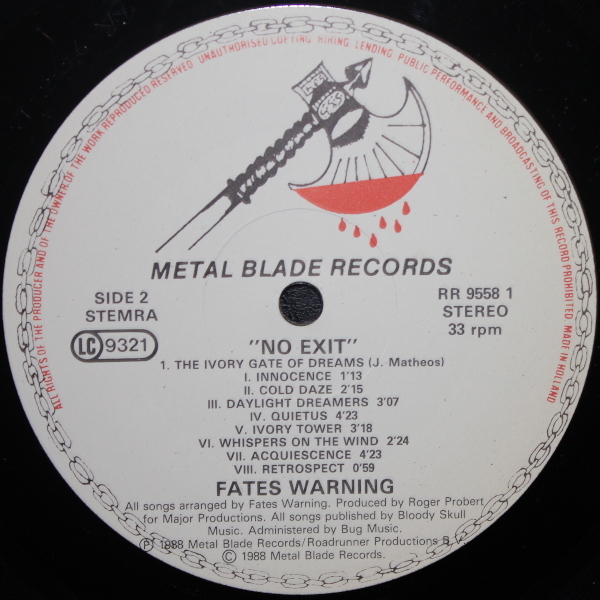 ALL RIGHTS OF THE PRODUCER AND OF THE OWNER OF THE WORK REPRODUCED RESERVED UNAUTHORISED COPYING HIRING LENDING PUBLIC PERFORMANCE AND BROADCASTING OF THIS RECORD PROHIBITED MADE IN HOLLAND
METAL BLADE RECORDS
SIDE 2
STEMRA
LC 9321
RR 9558 1
STEREO
33 rpm
"NO EXIT"
1. THE IVORY GATE OF DREAMS (J. Matheos)
I. INNOCENCE 1'13
II. COLD DAZE 2'15
III. DAYLIGHT DREAMERS 3'07
IV. QUIETUS 4'23
V. IVORY TOWER 3'18
VI. WHISPERS ON THE WIND 2'24
VII. ACQUIESCENCE 4'23
VIII. RETROSPECT 0'59
FATES WARNING
All songs arranged by Fates Warning. Produced by Roger Probert
for Major Productions. All songs published by Bloody Skull
Music. Administered by Bug Music.
Ⓟ 1988 Metal Blade Records/Roadrunner Productions B.
© 1988 Metal Blade Records.